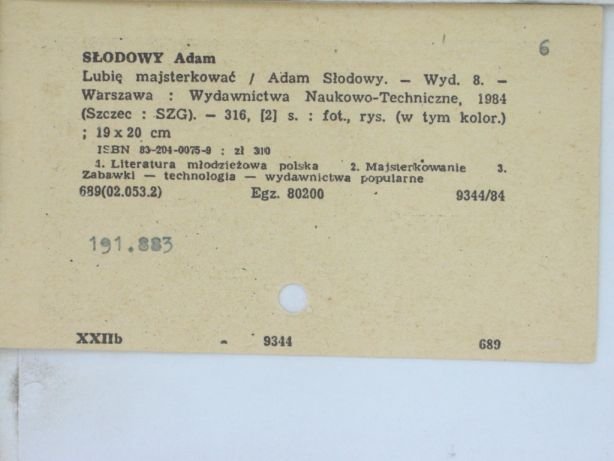 6
SŁODOWY Adam
Lubię majsterkować / Adam Słodowy. — Wyd. 8. —
Warszawa : Wydawnictwa Naukowo-Techniczne, 1984
(Szczec : SZG). — 316, [2] s. : fot., rys. (w tym kolor.)
; 19 x 20 cm
ISBN 83-204-0075-9 : zł 310
1. Literatura młodzieżowa polska 2. Majsterkowanie 3.
Zabawki — technologia — wydawnictwa popularne
689(02.053.2) Egz. 80200 9344/84
191.883
XXIIb - 9344 689